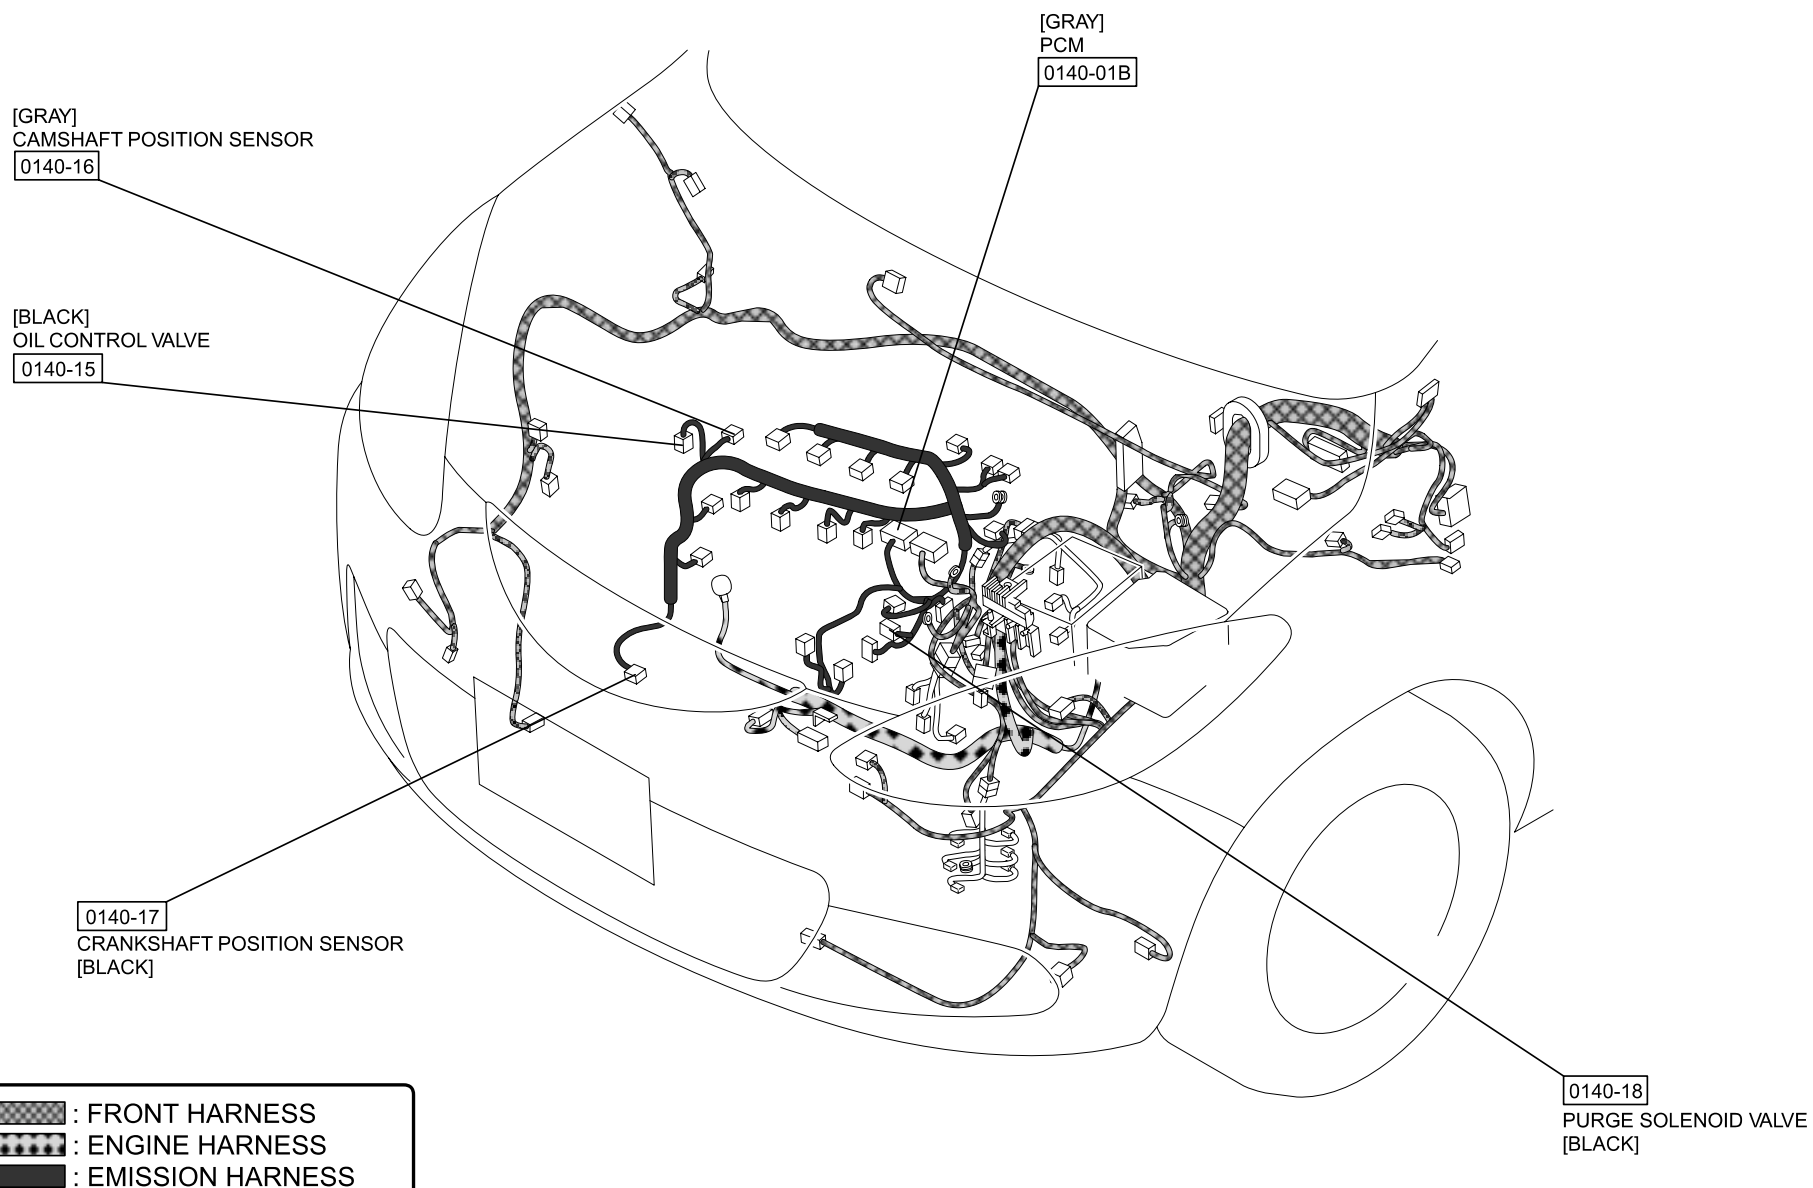 [GRAY]
PCM
0140-01B
[GRAY]
CAMSHAFT POSITION SENSOR
0140-16
[BLACK]
OIL CONTROL VALVE
0140-15
0140-17
CRANKSHAFT POSITION SENSOR
[BLACK]
0140-18
PURGE SOLENOID VALVE
[BLACK]
: FRONT HARNESS
: ENGINE HARNESS
: EMISSION HARNESS